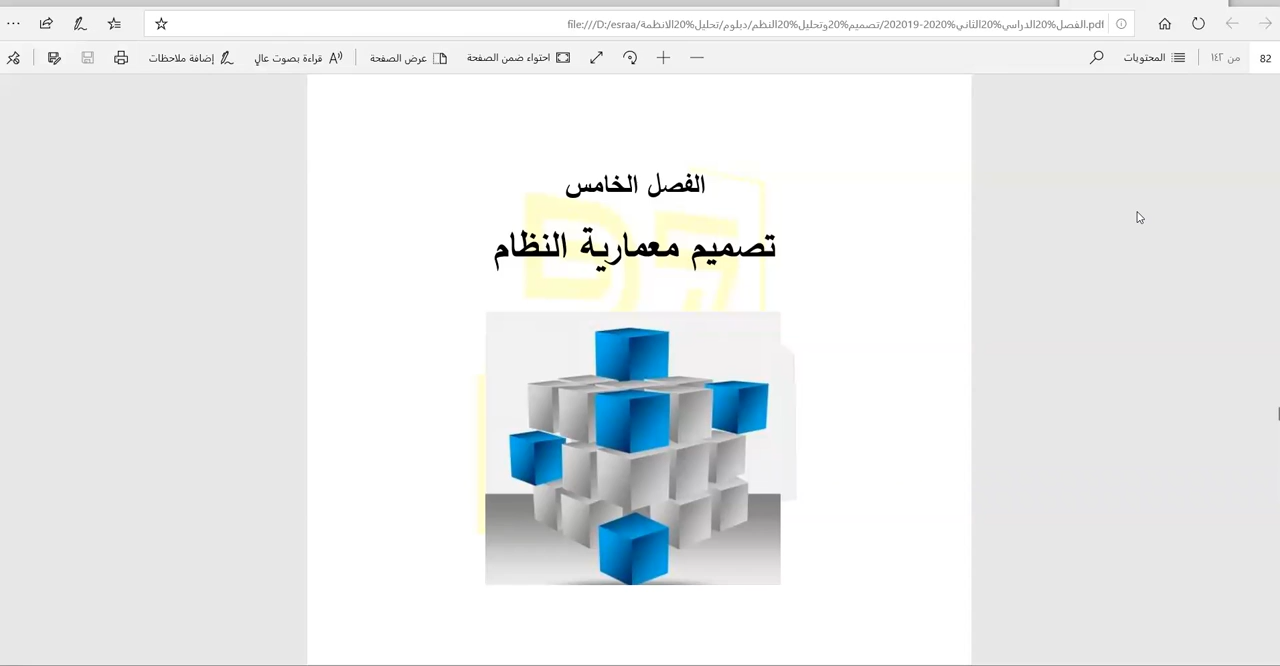 file:///D:/esraa/تحليل%20الانظمة/دبلوم/تصميم%20وتحليل%20النظم/202019-2020%الفصل%20الدراسي%20الثاني.pdf
82
من ١٤٢
المحتويات
احتواء ضمن الصفحة
عرض الصفحة
قراءة بصوت عالٍ
إضافة ملاحظات
الفصل الخامس
تصميم معمارية النظام